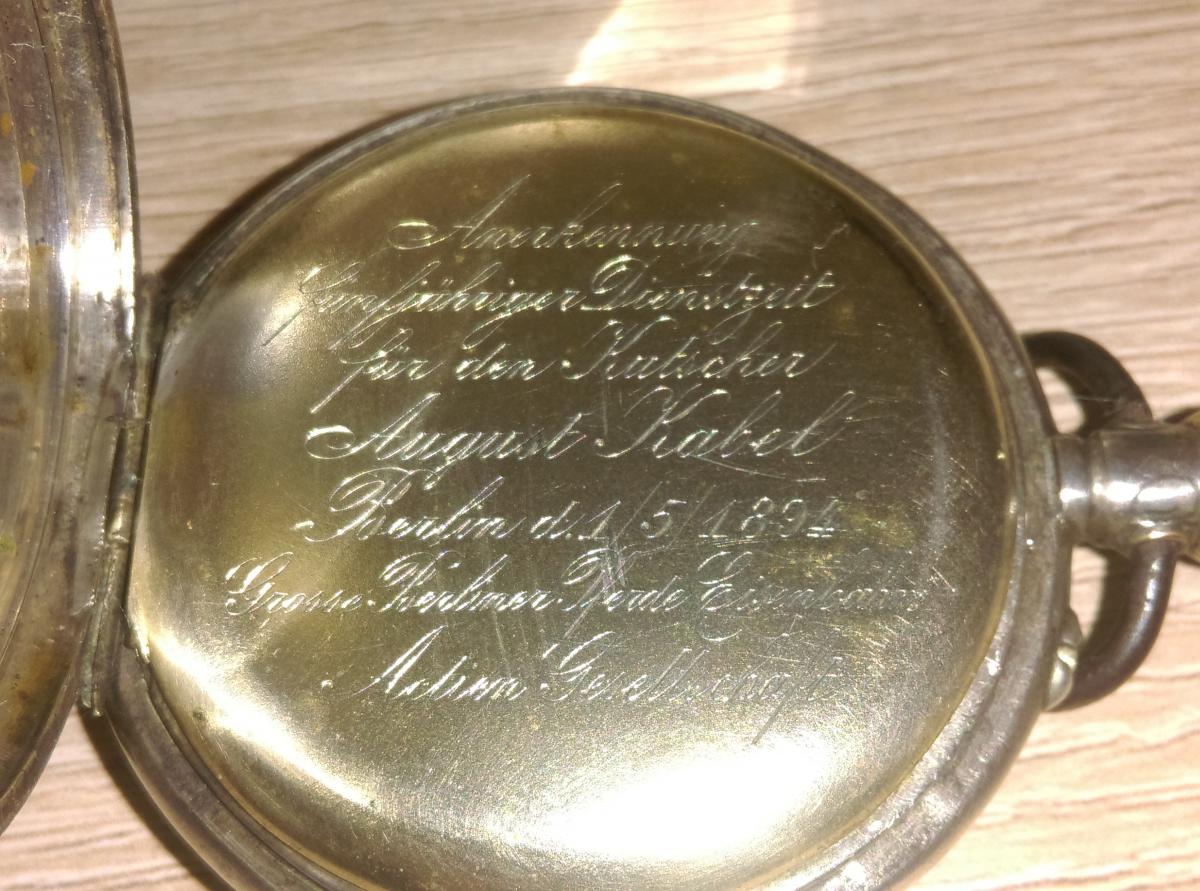 Anerkennung
fünfjähriger Dienstzeit
für den Kutscher
August Kabel
Berlin d. 1/5/1894
Grosse Berliner Pferde Eisenbahn
Actien Gesellschaft